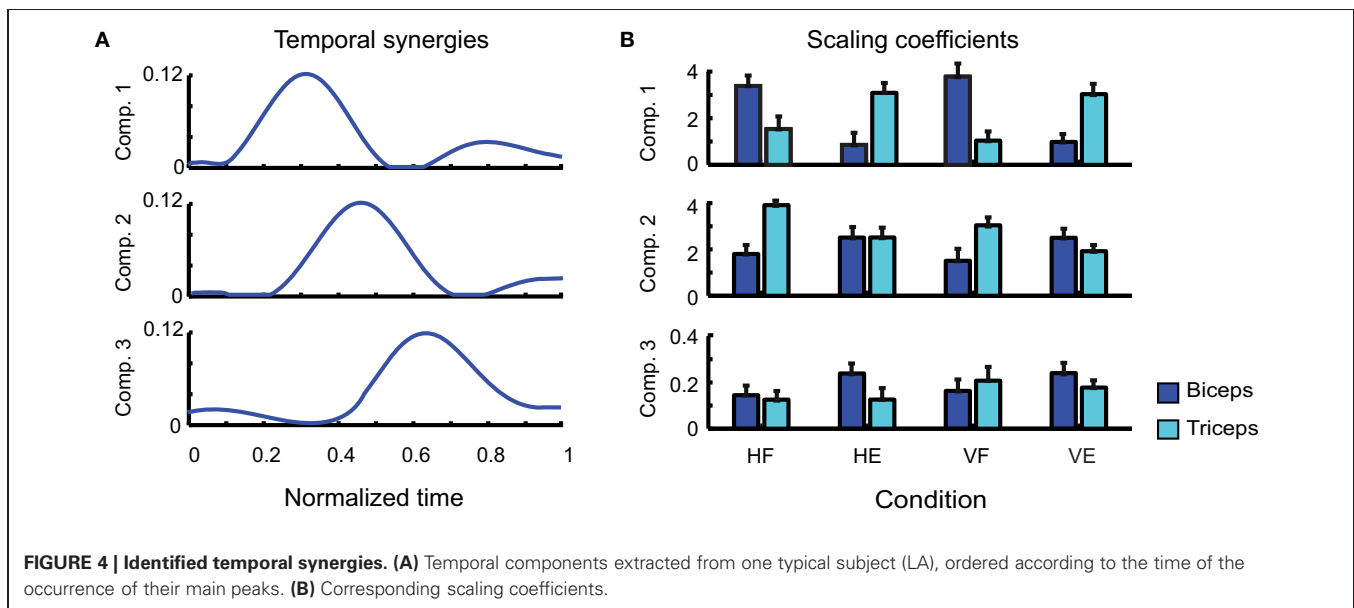 A Temporal synergies
0.12
Comp. 1
0
0.12
Comp. 2
0
0.12
Comp. 3
0
0 0.2 0.4 0.6 0.8 1
Normalized time
B Scaling coefficients
4
Comp. 1
2
0
4
Comp. 2
2
0
0.4
Comp. 3
0.2
0
HF HE VF VE
Condition
Biceps
Triceps
FIGURE 4 | Identified temporal synergies. (A) Temporal components extracted from one typical subject (LA), ordered according to the time of the
occurrence of their main peaks. (B) Corresponding scaling coefficients.